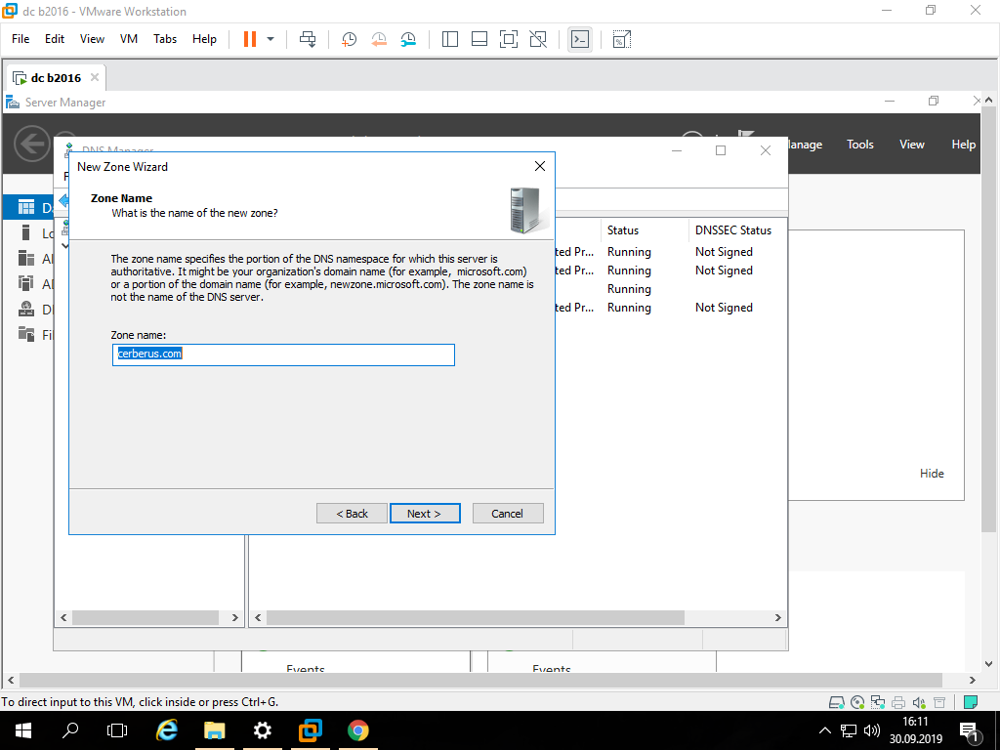 dc b2016 - VMware Workstation
File Edit View VM Tabs Help
dc b2016
Server Manager
Manage Tools View Help
DNS Manager
New Zone Wizard
Zone Name
What is the name of the new zone?
Status DNSSEC Status
ted Pr... Running Not Signed
ted Pr... Running Not Signed
Running
ted Pr... Running Not Signed
The zone name specifies the portion of the DNS namespace for which this server is
authoritative. It might be your organization's domain name (for example, microsoft.com)
or a portion of the domain name (for example, newzone.microsoft.com). The zone name is
not the name of the DNS server.
Zone name:
cerberus.com
Hide
< Back Next > Cancel
Events Events
To direct input to this VM, click inside or press Ctrl+G.
16:11
30.09.2019
1